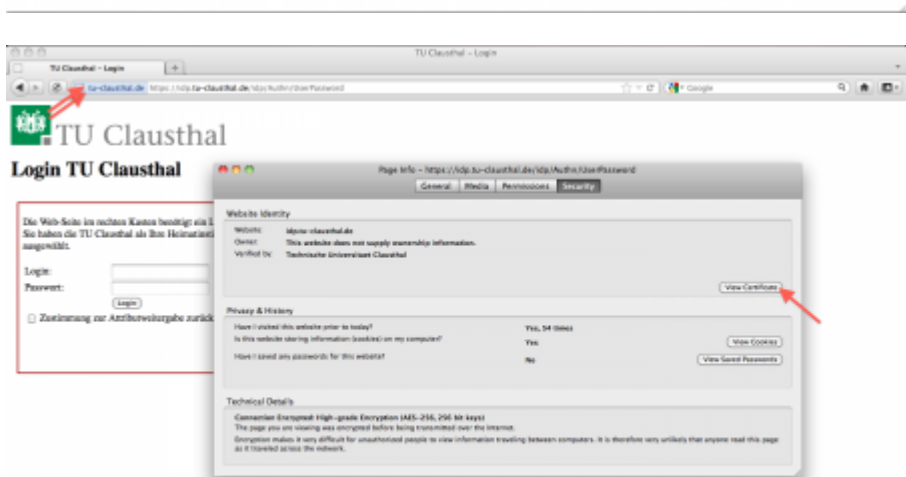 TU Clausthal – Login
TU Clausthal – Login
tu-clausthal.de https://idp.tu-clausthal.de/idp/Authn/UserPassword
Google
TU Clausthal
Login TU Clausthal
Die Web-Seite im rechten Kasten benötigt ein L
Sie haben die TU Clausthal als Ihre Heimatinsti
ausgewählt.
Login:
Passwort:
Login
Zustimmung zur Attributweitergabe zurück
Page Info – https://idp.tu-clausthal.de/idp/Authn/UserPassword
General Media Permissions Security
Website Identity
Website: idp.tu-clausthal.de
Owner: This website does not supply ownership information.
Verified by: Technische Universitaet Clausthal
View Certificate
Privacy & History
Have I visited this website prior to today? Yes, 54 times
Is this website storing information (cookies) on my computer? Yes View Cookies
Have I saved any passwords for this website? No View Saved Passwords
Technical Details
Connection Encrypted: High-grade Encryption (AES-256, 256 bit keys)
The page you are viewing was encrypted before being transmitted over the Internet.
Encryption makes it very difficult for unauthorized people to view information traveling between computers. It is therefore very unlikely that anyone read this page
as it traveled across the network.